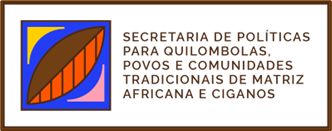 SECRETARIA DE POLÍTICAS
PARA QUILOMBOLAS,
POVOS E COMUNIDADES
TRADICIONAIS DE MATRIZ
AFRICANA E CIGANOS